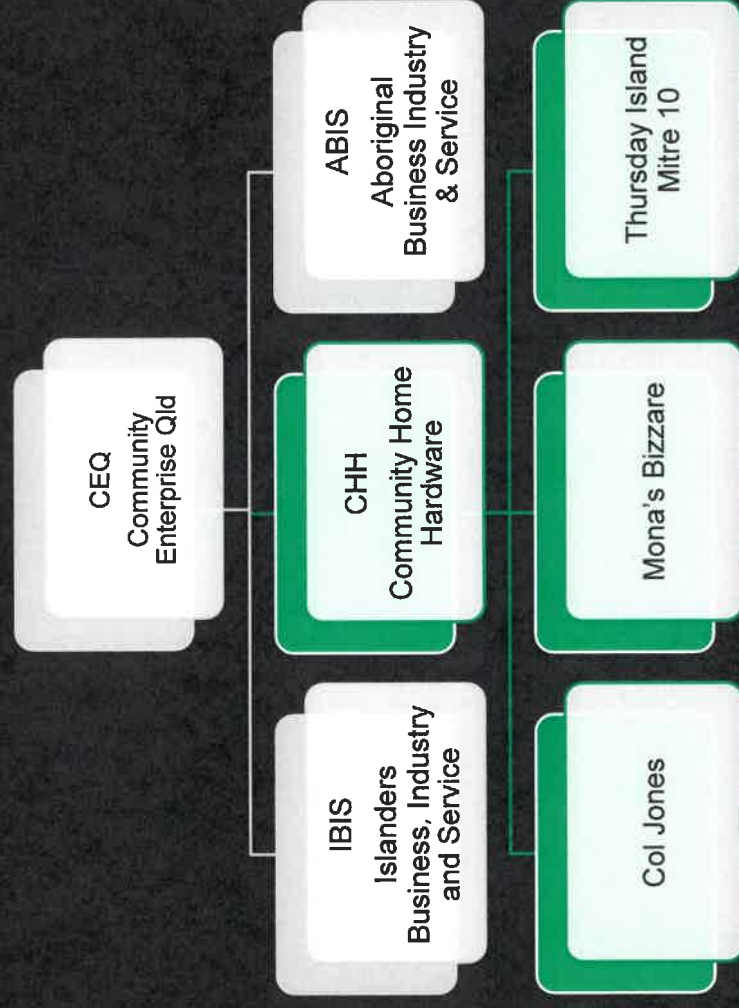 CEQ
Community
Enterprise Qld
IBIS
Islanders
Business, Industry
and Service
CHH
Community Home
Hardware
ABIS
Aboriginal
Business Industry
& Service
Col Jones
Mona's Bizzare
Thursday Island
Mitre 10